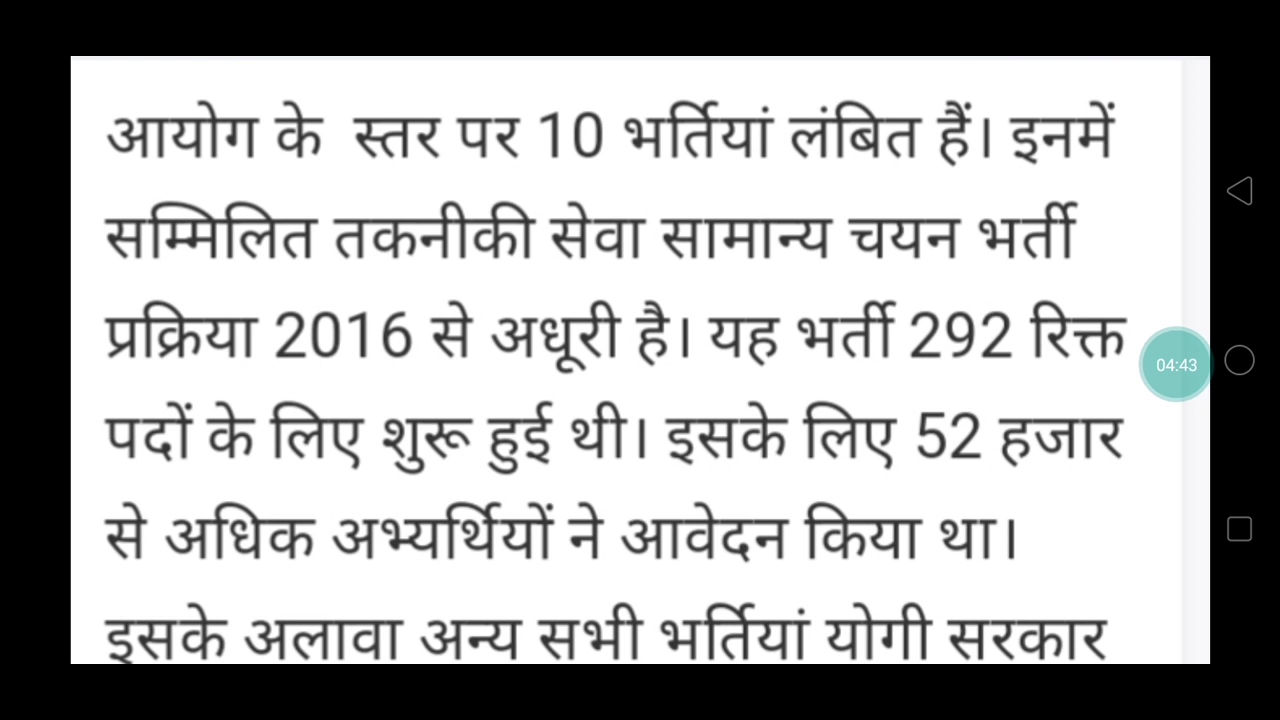 आयोग के स्तर पर 10 भर्तियां लंबित हैं। इनमें
सम्मिलित तकनीकी सेवा सामान्य चयन भर्ती
प्रक्रिया 2016 से अधूरी है। यह भर्ती 292 रिक्त
04:43
पदों के लिए शुरू हुई थी। इसके लिए 52 हजार
से अधिक अभ्यर्थियों ने आवेदन किया था।
इसके अलावा अन्य सभी भर्तियां योगी सरकार